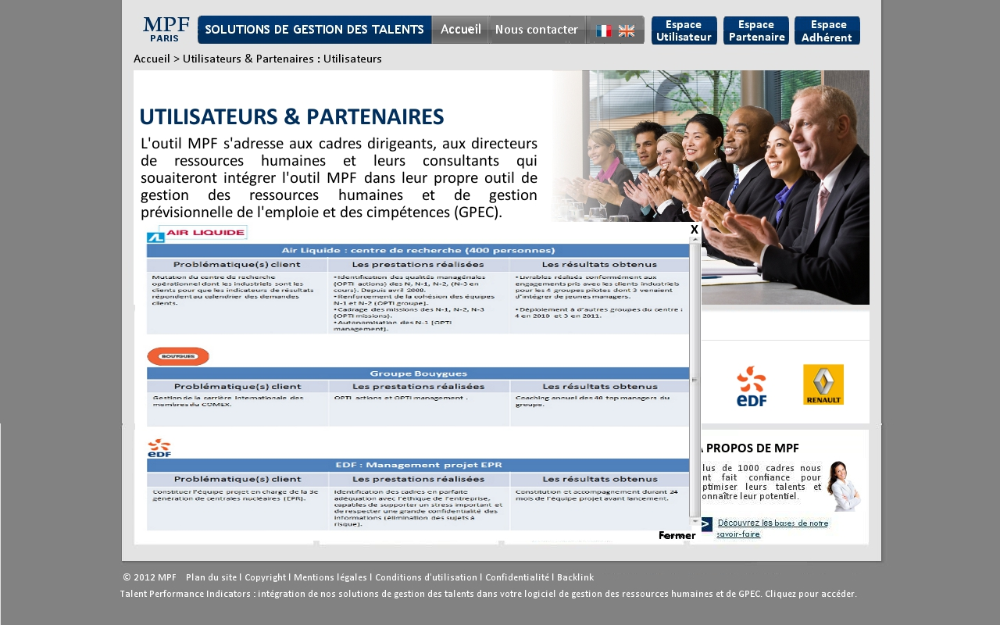 MPF
PARIS
SOLUTIONS DE GESTION DES TALENTS
Accueil
Nous contacter
Espace
Utilisateur
Espace
Partenaire
Espace
Adhérent
Accueil > Utilisateurs & Partenaires : Utilisateurs
UTILISATEURS & PARTENAIRES
L'outil MPF s'adresse aux cadres dirigeants, aux directeurs
de ressources humaines et leurs consultants qui
souaiteront intégrer l'outil MPF dans leur propre outil de
gestion des ressources humaines et de gestion
prévisionnelle de l'emploie et des cimpétences (GPEC).
X
AIR LIQUIDE
Air Liquide : centre de recherche (400 personnes)
Problématique(s) client
Les prestations réalisées
Les résultats obtenus
Mutation du centre de recherche
opérationnel dont les industriels sont les
clients pour que les indicateurs de résultats
répondent au calendrier des demandes
clients.
•Identification des qualités managériales
(OPTI actions) des N, N-1, N-2, (N-3 en
cours). Depuis avril 2008.
•Renforcement de la cohésion des équipes
N-1 et N-2 (OPTI groupe).
•Cadrage des missions des N-1, N-2, N-3
(OPTI missions).
•Autonomisation des N-1 (OPTI
management).
•Livrables réalisés conformément aux
engagements pris avec les clients industriels
pour les 4 groupes pilotes dont 3 venaient
d'intégrer de jeunes managers.
•Déploiement à d'autres groupes du centre :
4 en 2010 et 3 en 2011.
BOUYGUES
Groupe Bouygues
Problématique(s) client
Les prestations réalisées
Les résultats obtenus
Gestion de la carrière internationale des
membres du COMEX.
OPTI actions et OPTI management .
Coaching annuel des 40 top managers du
groupe.
eDF
EDF : Management projet EPR
Problématique(s) client
Les prestations réalisées
Les résultats obtenus
Constituer l'équipe projet en charge de la 3e
génération de centrales nucléaires (EPR).
Identification des cadres en parfaite
adéquation avec l'éthique de l'entreprise,
capables de supporter un stress important et
de respecter une grande confidentialité des
informations (élimination des sujets à
risque).
Constitution et accompagnement durant 24
mois de l'équipe projet avant lancement.
Fermer
eDF
RENAULT
A PROPOS DE MPF
lus de 1000 cadres nous
nt fait confiance pour
ptimiser leurs talents et
onnaître leur potentiel.
> Découvrez les bases de notre
savoir-faire
© 2012 MPF Plan du site l Copyright l Mentions légales l Conditions d'utilisation l Confidentialité l Backlink
Talent Performance Indicators : intégration de nos solutions de gestion des talents dans votre logiciel de gestion des ressources humaines et de GPEC. Cliquez pour accéder.